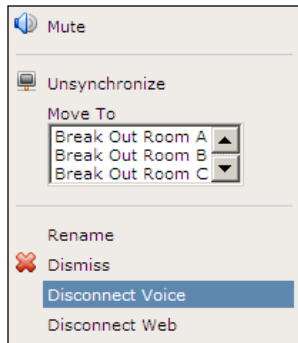 Mute
Unsynchronize
Move To
Break Out Room A
Break Out Room B
Break Out Room C
Rename
Dismiss
Disconnect Voice
Disconnect Web